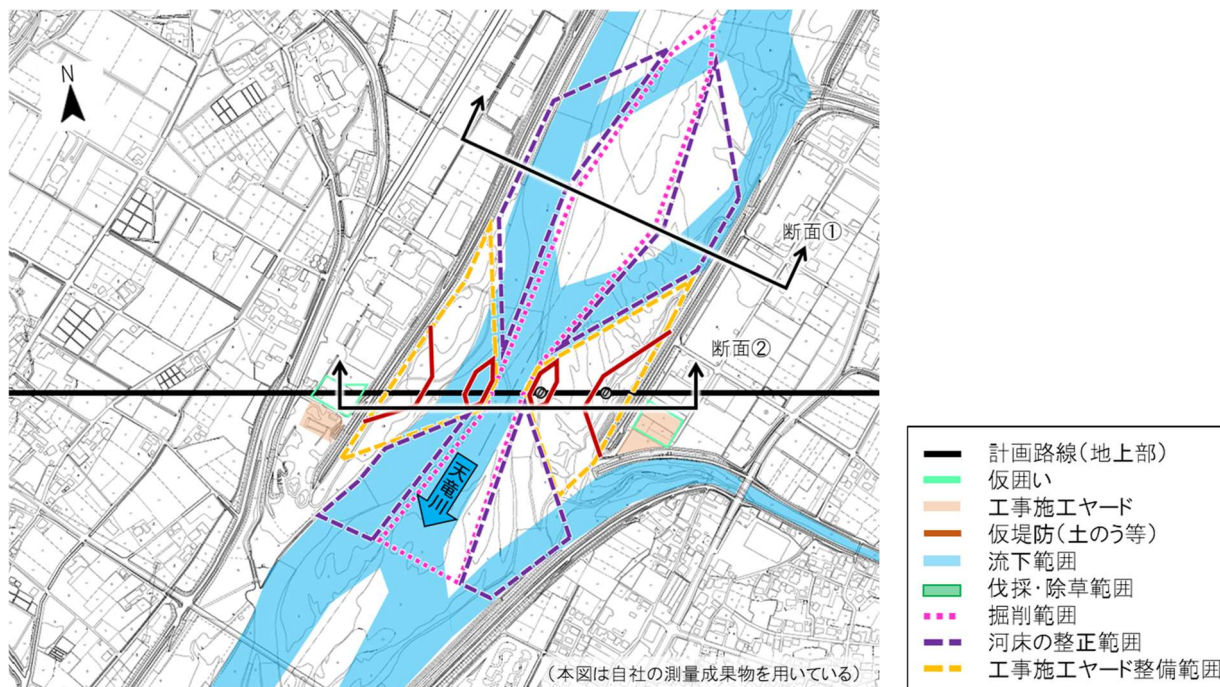 N
断面①
断面②
天竜川
(本図は自社の測量成果物を用いている)
計画路線(地上部)
仮囲い
工事施工ヤード
仮堤防(土のう等)
流下範囲
伐採・除草範囲
掘削範囲
河床の整正範囲
工事施工ヤード整備範囲